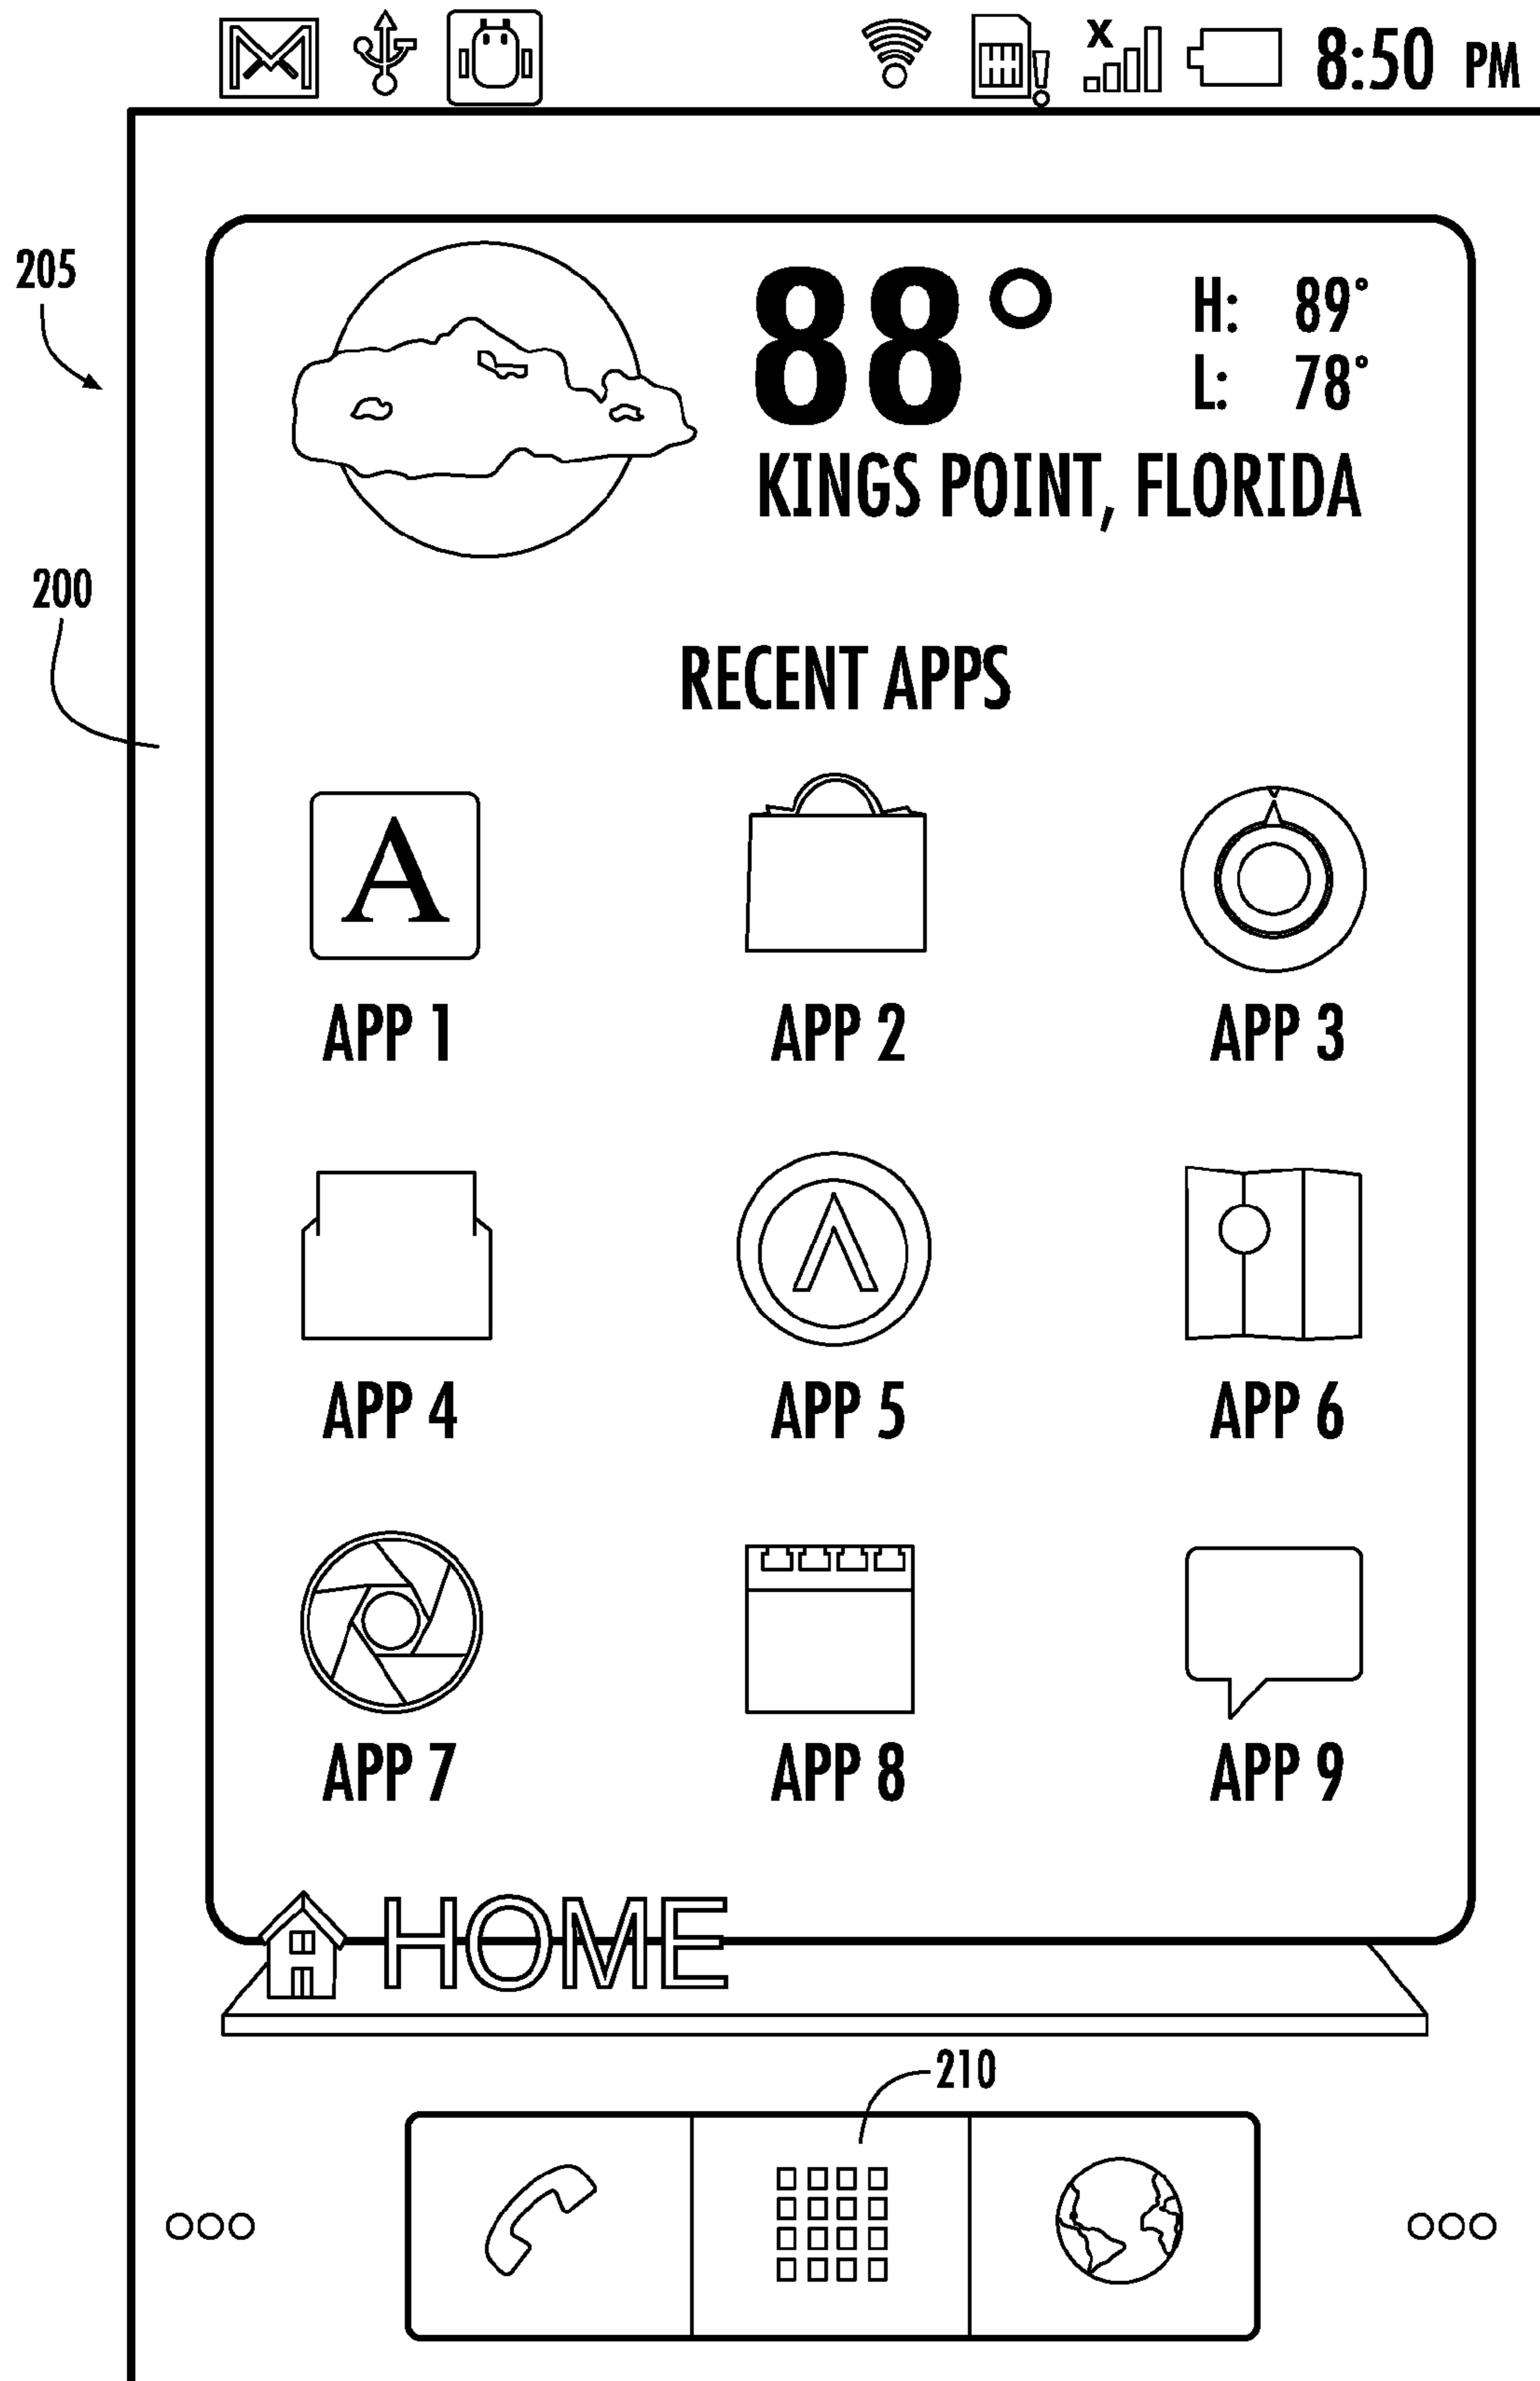 8:50 PM
205
88° H: 89°
L: 78°
KINGS POINT, FLORIDA
200
RECENT APPS
A
APP 1 APP 2 APP 3
APP 4 APP 5 APP 6
APP 7 APP 8 APP 9
HOME
210